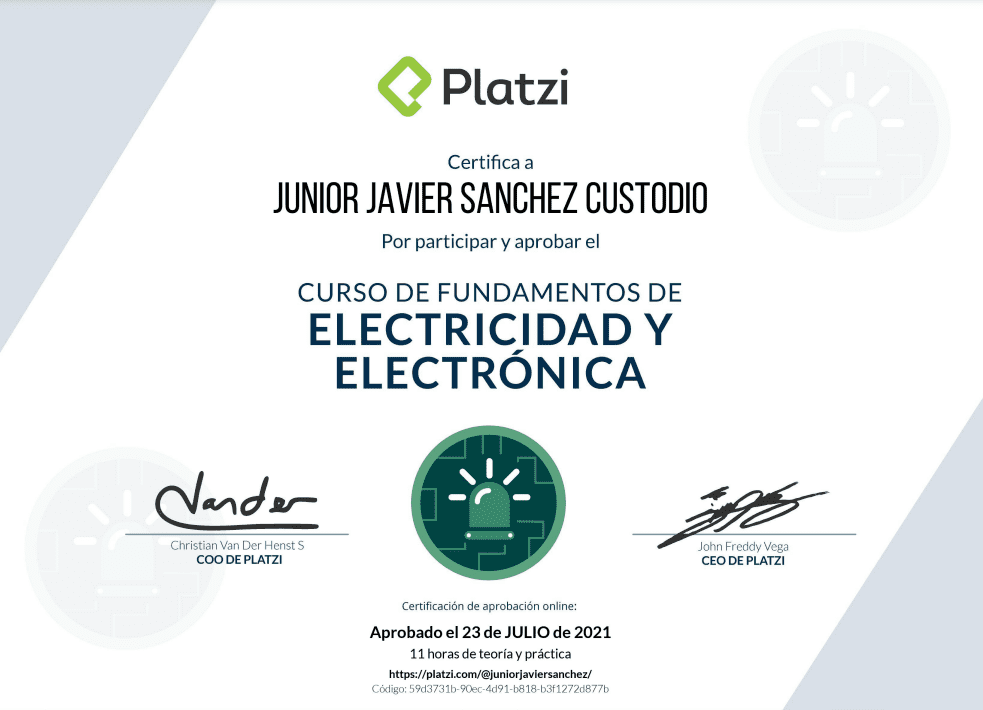 Platzi
Certifica a
JUNIOR JAVIER SANCHEZ CUSTODIO
Por participar y aprobar el
CURSO DE FUNDAMENTOS DE
ELECTRICIDAD Y
ELECTRÓNICA
Vander
Christian Van Der Henst S
COO DE PLATZI
John Freddy Vega
CEO DE PLATZI
Certificación de aprobación online:
Aprobado el 23 de JULIO de 2021
11 horas de teoría y práctica
https://platzi.com/@juniorjaviersanchez/
Código: 59d3731b-90ec-4d91-b818-b3f1272d877b